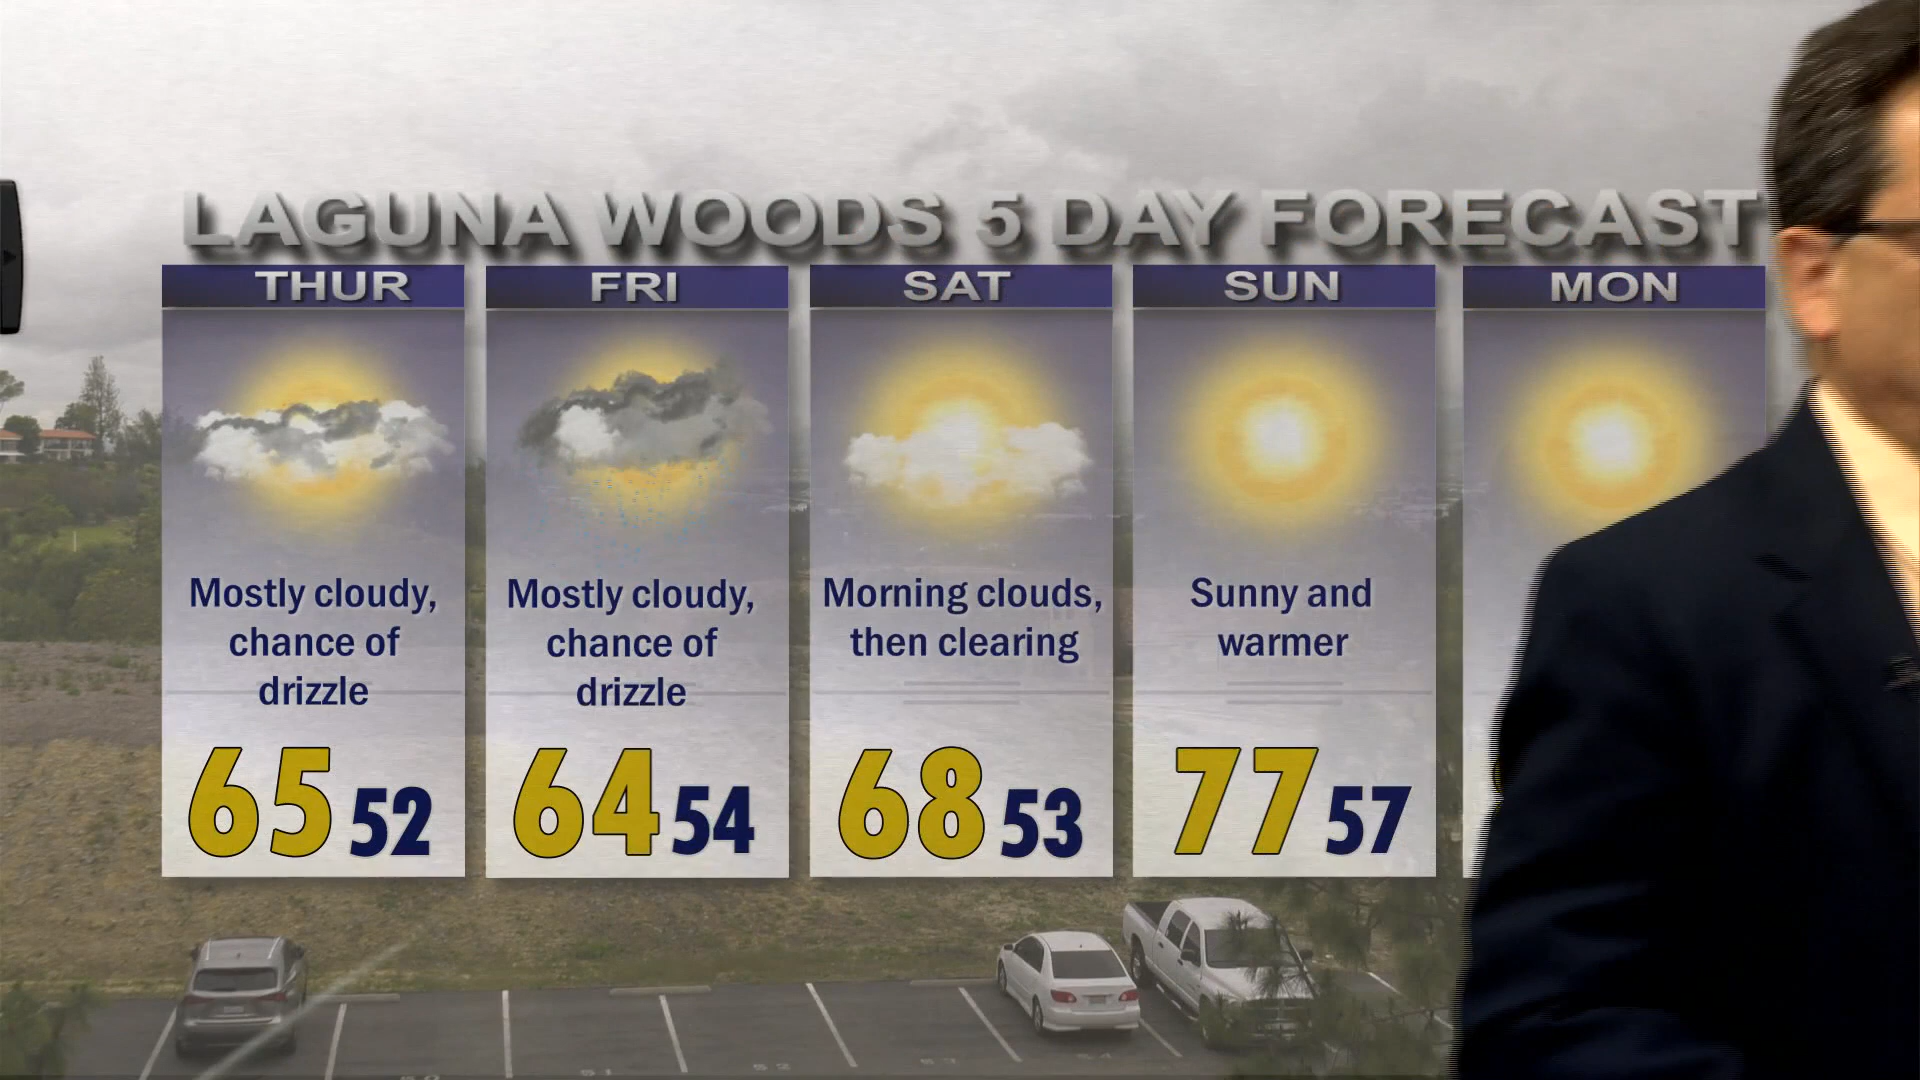 LAGUNA WOODS 5 DAY FORECAST
THUR
Mostly cloudy,
chance of
drizzle
65 52
FRI
Mostly cloudy,
chance of
drizzle
64 54
SAT
Morning clouds,
then clearing
68 53
SUN
Sunny and
warmer
77 57
MON